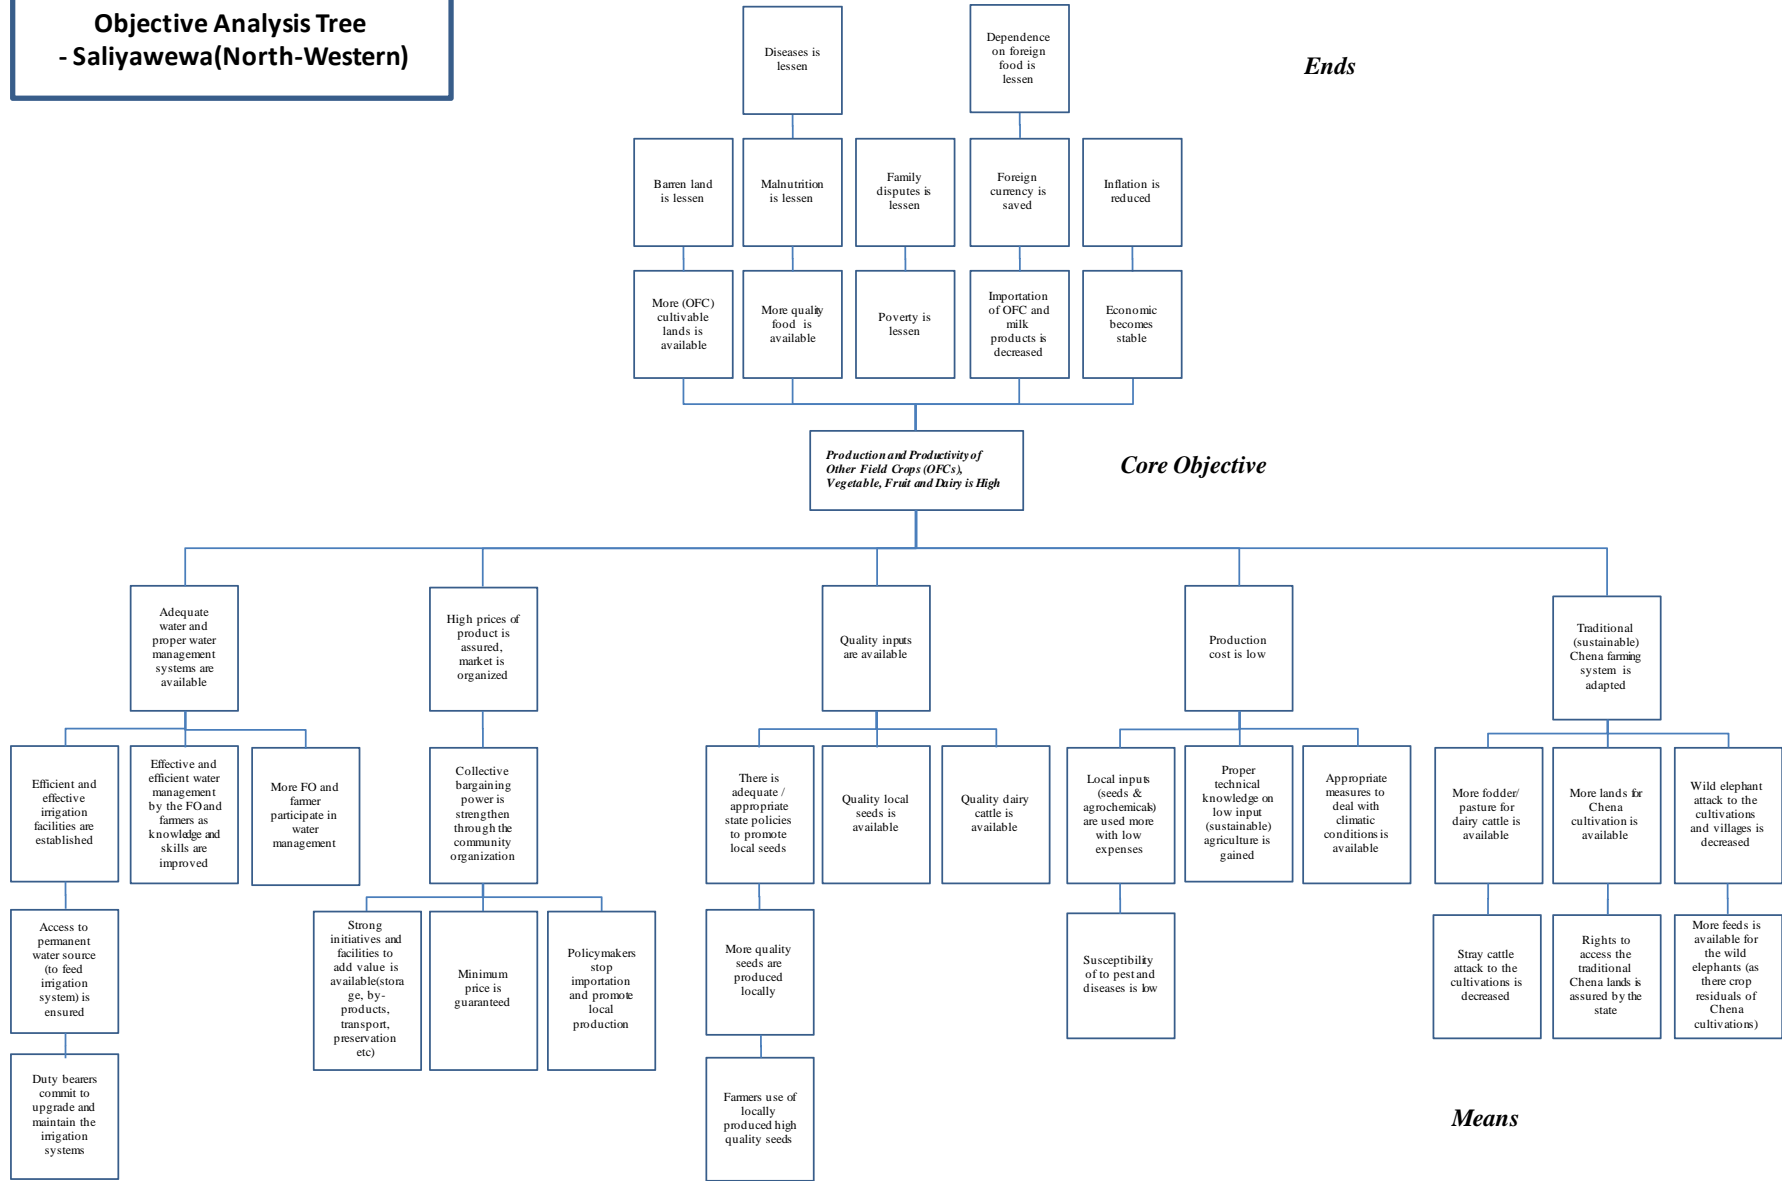 Objective Analysis Tree
- Saliyawewa(North-Western)
Diseases is
lessen
Dependence
on foreign
food is
lessen
Ends
Barren land
is lessen
Malnutrition
is lessen
Family
disputes is
lessen
Foreign
currency is
saved
Inflation is
reduced
More (OFC)
cultivable
lands is
available
More quality
food is
available
Poverty is
lessen
Importation
of OFC and
milk
products is
decreased
Economic
becomes
stable
Production and Productivity of
Other Field Crops (OFCs),
Vegetable, Fruit and Dairy is High
Core Objective
Adequate
water and
proper water
management
systems are
available
High prices of
product is
assured,
market is
organized
Quality inputs
are available
Production
cost is low
Traditional
(sustainable)
Chena farming
system is
adapted
Efficient and
effective
irrigation
facilities are
established
Effective and
efficient water
management
by the FO and
farmers as
knowledge and
skills are
improved
More FO and
farmer
participate in
water
management
Collective
bargaining
power is
strengthen
through the
community
organization
There is
adequate /
appropriate
state policies
to promote
local seeds
Quality local
seeds is
available
Quality dairy
cattle is
available
Local inputs
(seeds &
agrochemicals)
are used more
with low
expenses
Proper
technical
knowledge on
low input
(sustainable)
agriculture is
gained
Appropriate
measures to
deal with
climatic
conditions is
available
More fodder/
pasture for
dairy cattle is
available
More lands for
Chena
cultivation is
available
Wild elephant
attack to the
cultivations
and villages is
decreased
Access to
permanent
water source
(to feed
irrigation
system) is
ensured
Strong
initiatives and
facilities to
add value is
available(stora
ge, by-
products,
transport,
preservation
etc)
Minimum
price is
guaranteed
Policymakers
stop
importation
and promote
local
production
More quality
seeds are
produced
locally
Susceptibility
of to pest and
diseases is low
Stray cattle
attack to the
cultivations is
decreased
Rights to
access the
traditional
Chena lands is
assured by the
state
More feeds is
available for
the wild
elephants (as
there crop
residuals of
Chena
cultivations)
Duty bearers
commit to
upgrade and
maintain the
irrigation
systems
Farmers use of
locally
produced high
quality seeds
Means